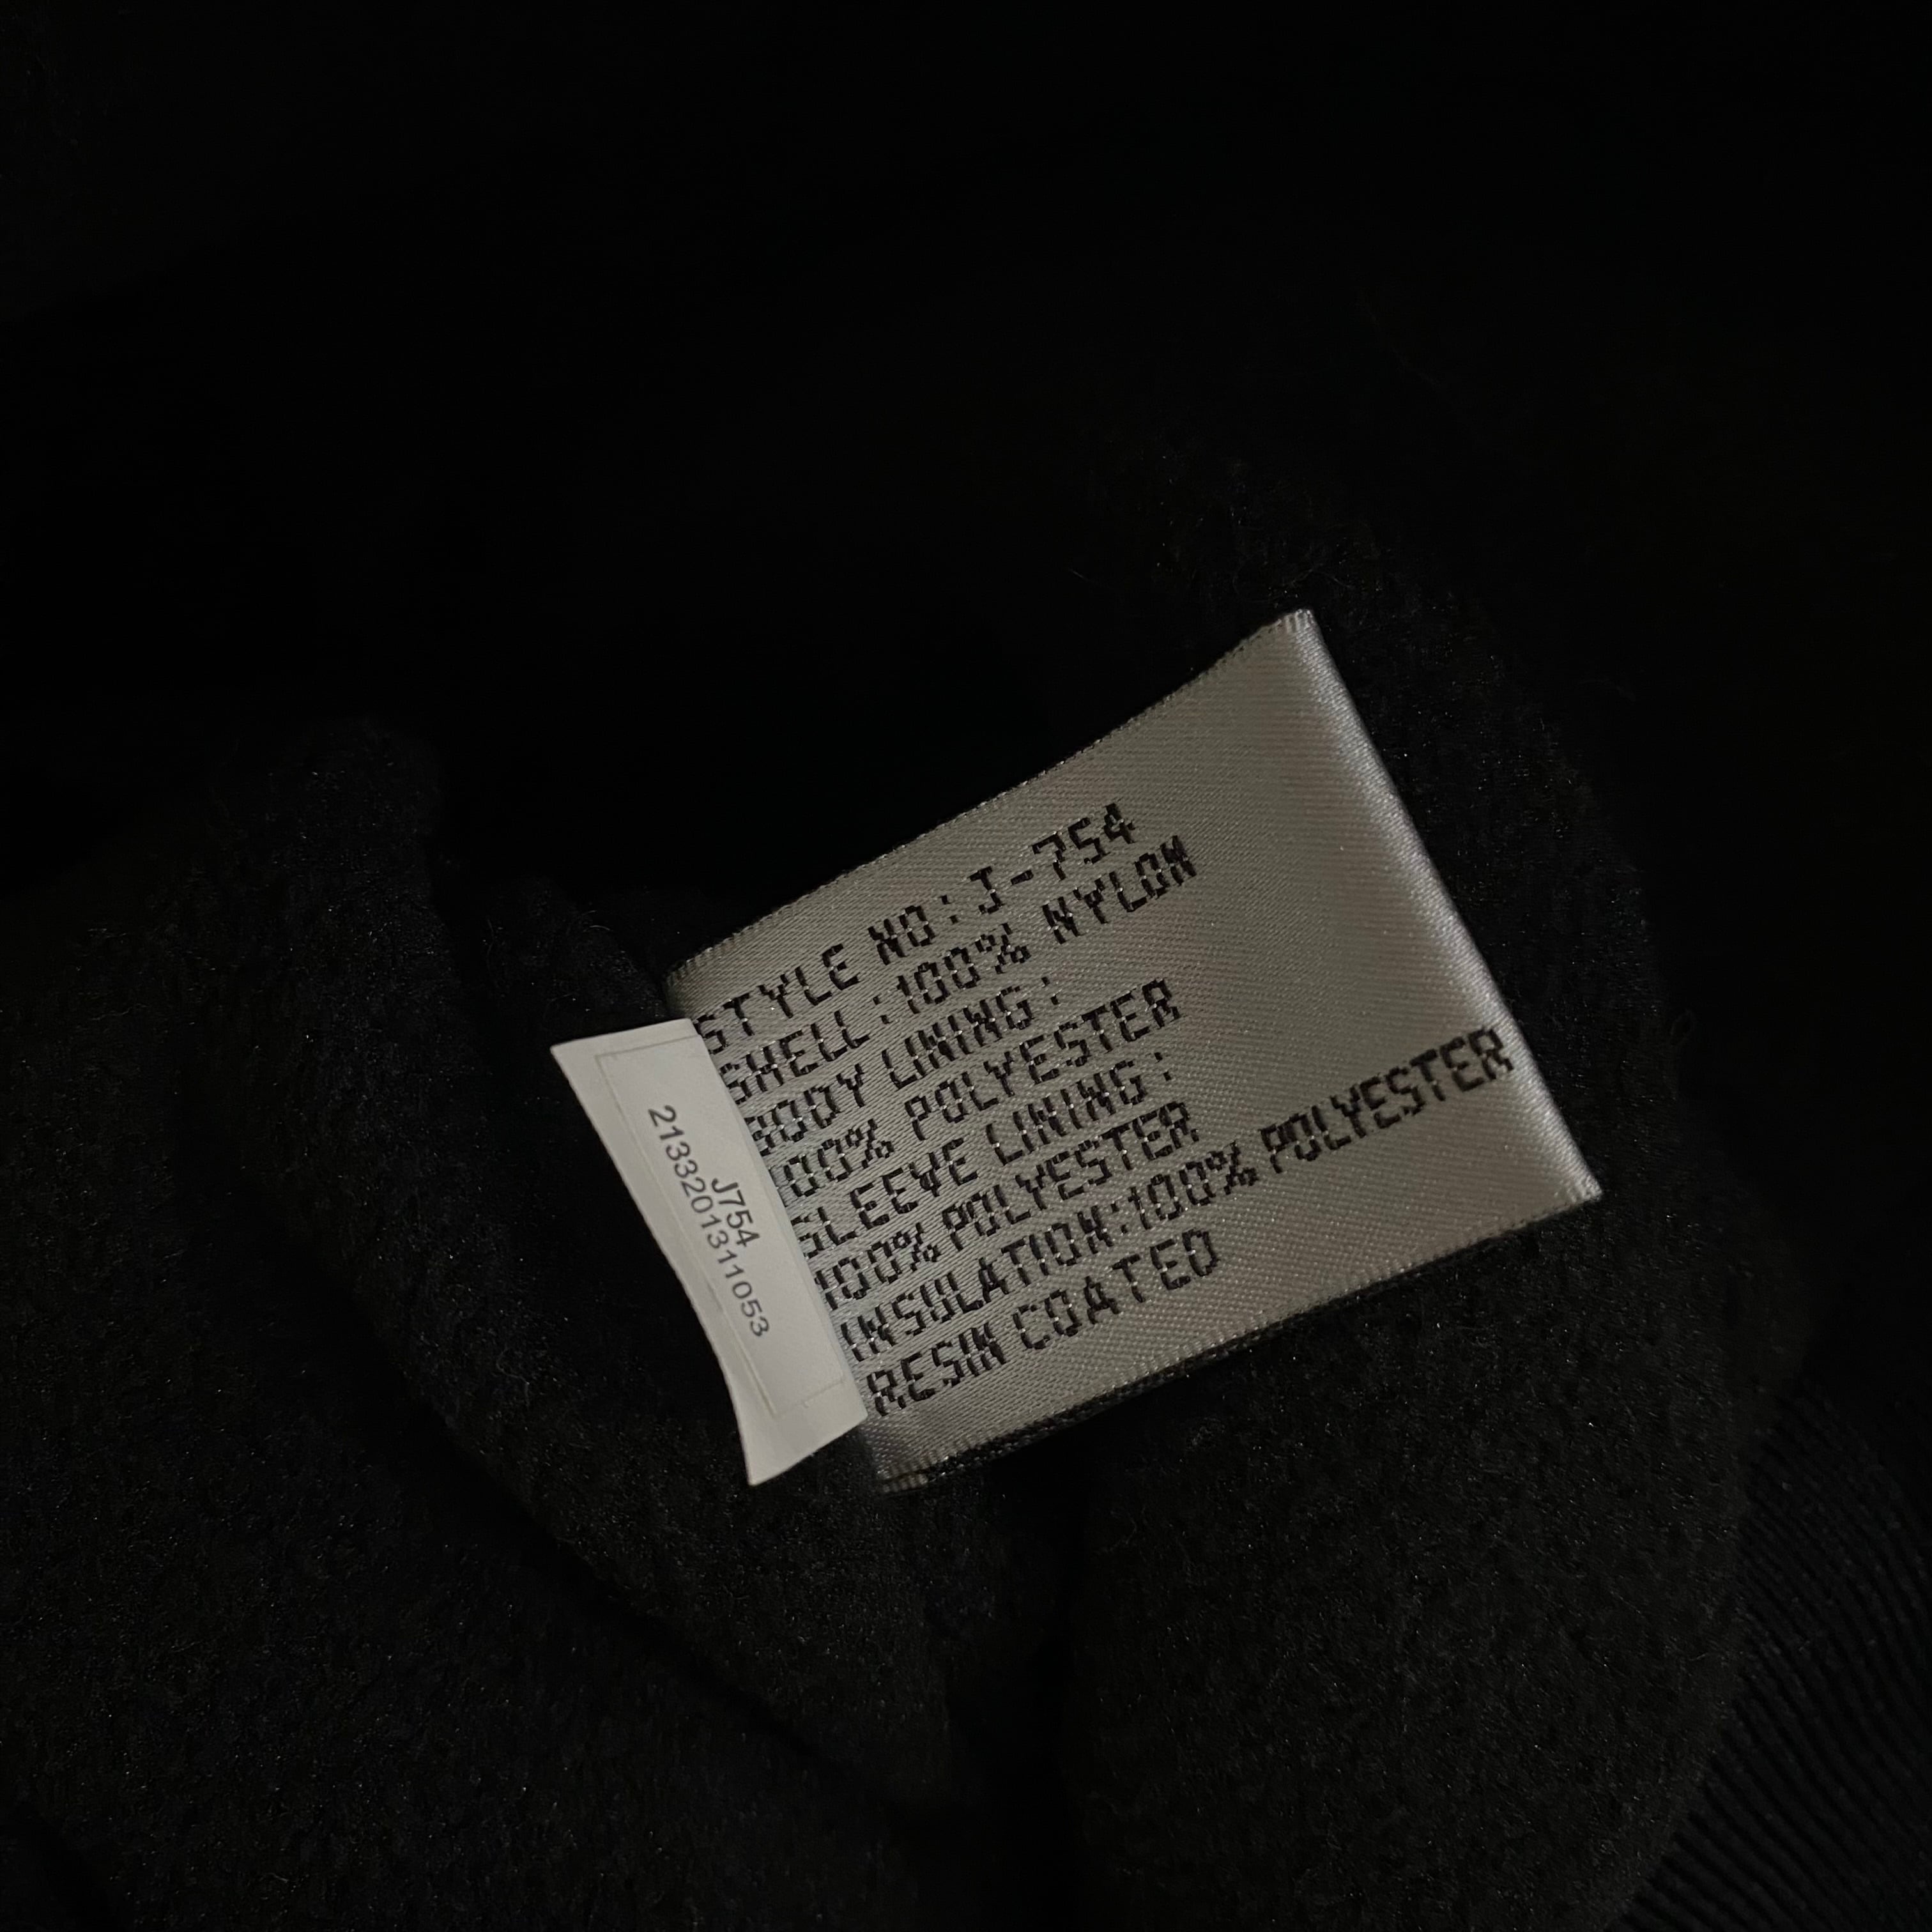 STYLE NO:J-754
SHELL:100% NYLON
BODY LINING:
100% POLYESTER
SLEEVE LINING:
100% POLYESTER
INSULATION:100% POLYESTER
RESIN COATED
J754
213320131053